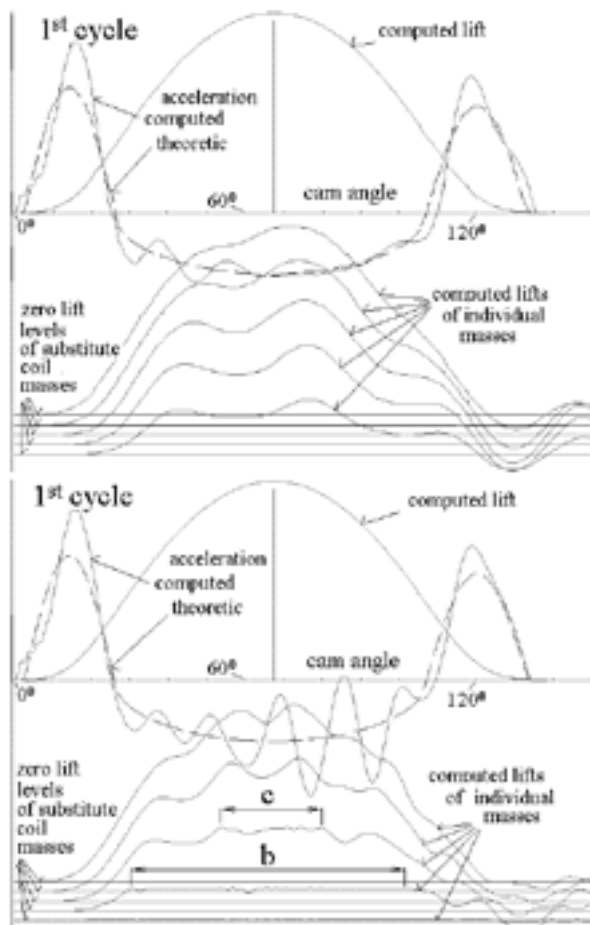 1st cycle
computed lift
acceleration
computed
theoretic
60°
cam angle
0°
120°
zero lift
levels
of substitute
coil
masses
computed lifts
of individual
masses
1st cycle
computed lift
acceleration
computed
theoretic
60°
cam angle
0°
120°
zero lift
levels
of substitute
coil
masses
computed lifts
of individual
masses
c
b